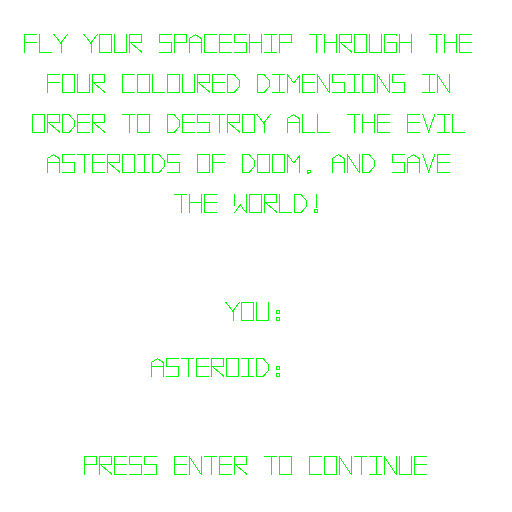 FLY YOUR SPACESHIP THROUGH THE
FOUR COLOURED DIMENSIONS IN
ORDER TO DESTROY ALL THE EVIL
ASTEROIDS OF DOOM. AND SAVE
THE WORLD!
YOU:
ASTEROID:
PRESS ENTER TO CONTINUE